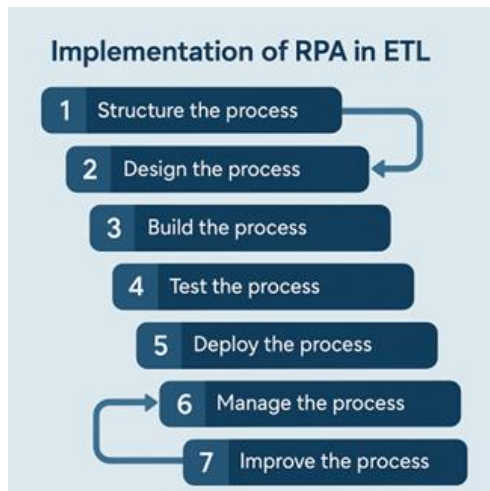 Implementation of RPA in ETL
1 Structure the process
2 Design the process
3 Build the process
4 Test the process
5 Deploy the process
6 Manage the process
7 Improve the process